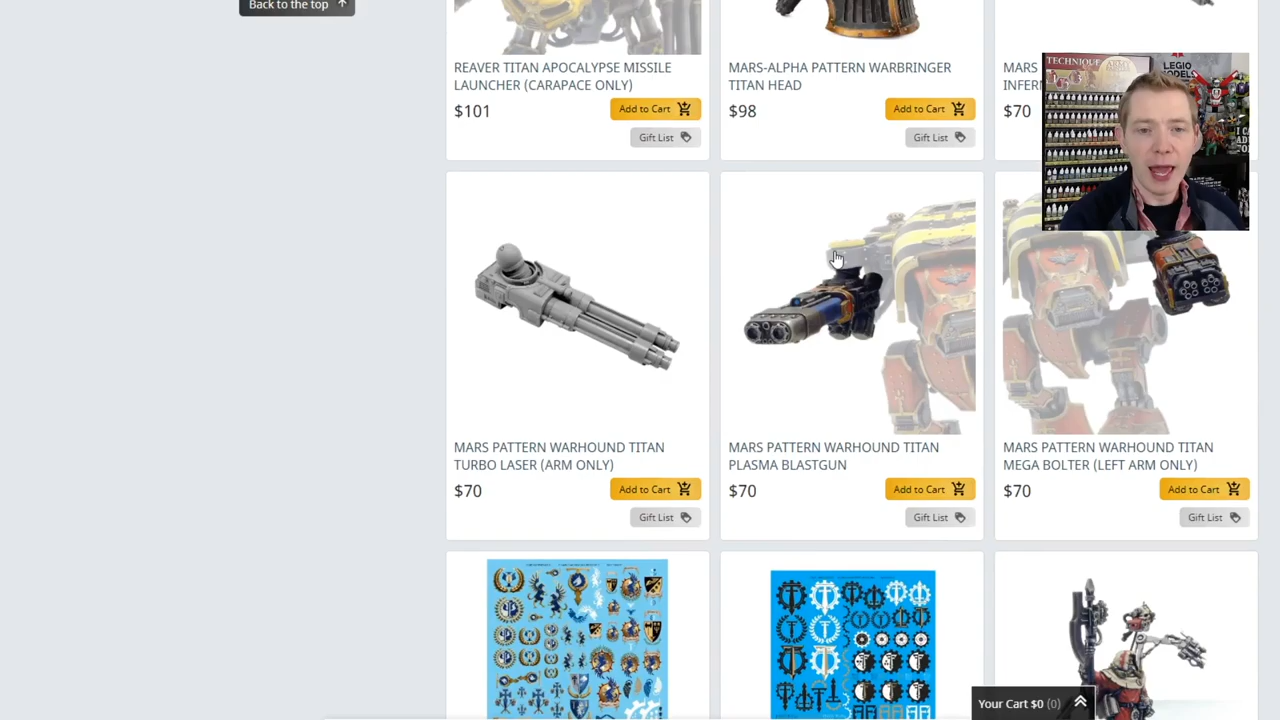 Back to the top
REAVER TITAN APOCALYPSE MISSILE
LAUNCHER (CARAPACE ONLY)
$101
Add to Cart
Gift List
MARS-ALPHA PATTERN WARBRINGER
TITAN HEAD
$98
Add to Cart
Gift List
MARS
INFERN
$70
TECHNIQUE
LEGIO
MODELS
MARS PATTERN WARHOUND TITAN
TURBO LASER (ARM ONLY)
$70
Add to Cart
Gift List
MARS PATTERN WARHOUND TITAN
PLASMA BLASTGUN
$70
Add to Cart
Gift List
MARS PATTERN WARHOUND TITAN
MEGA BOLTER (LEFT ARM ONLY)
$70
Add to Cart
Gift List
Your Cart $0 (0)